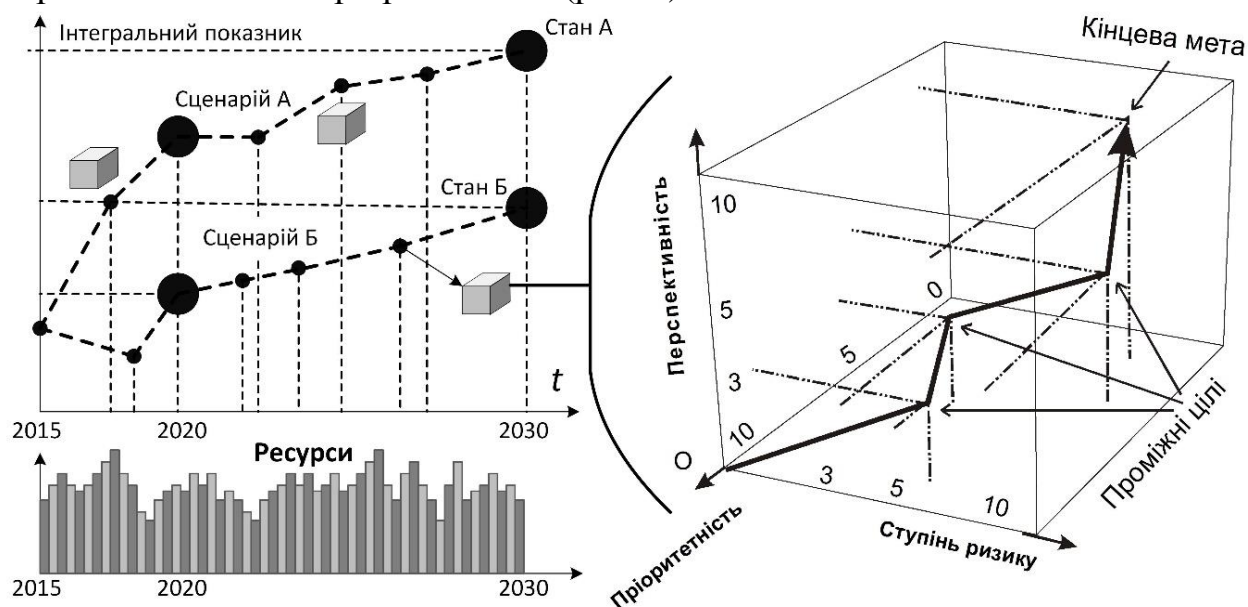 Інтегральний показник
Стан А
Сценарій А
Стан Б
Сценарій Б
t
2015
2020
2030
Ресурси
2015
2020
2030
Кінцева мета
Перспективність
10
5
3
О
0
5
10
3
5
10
Пріоритетність
Ступінь ризику
Проміжні цілі